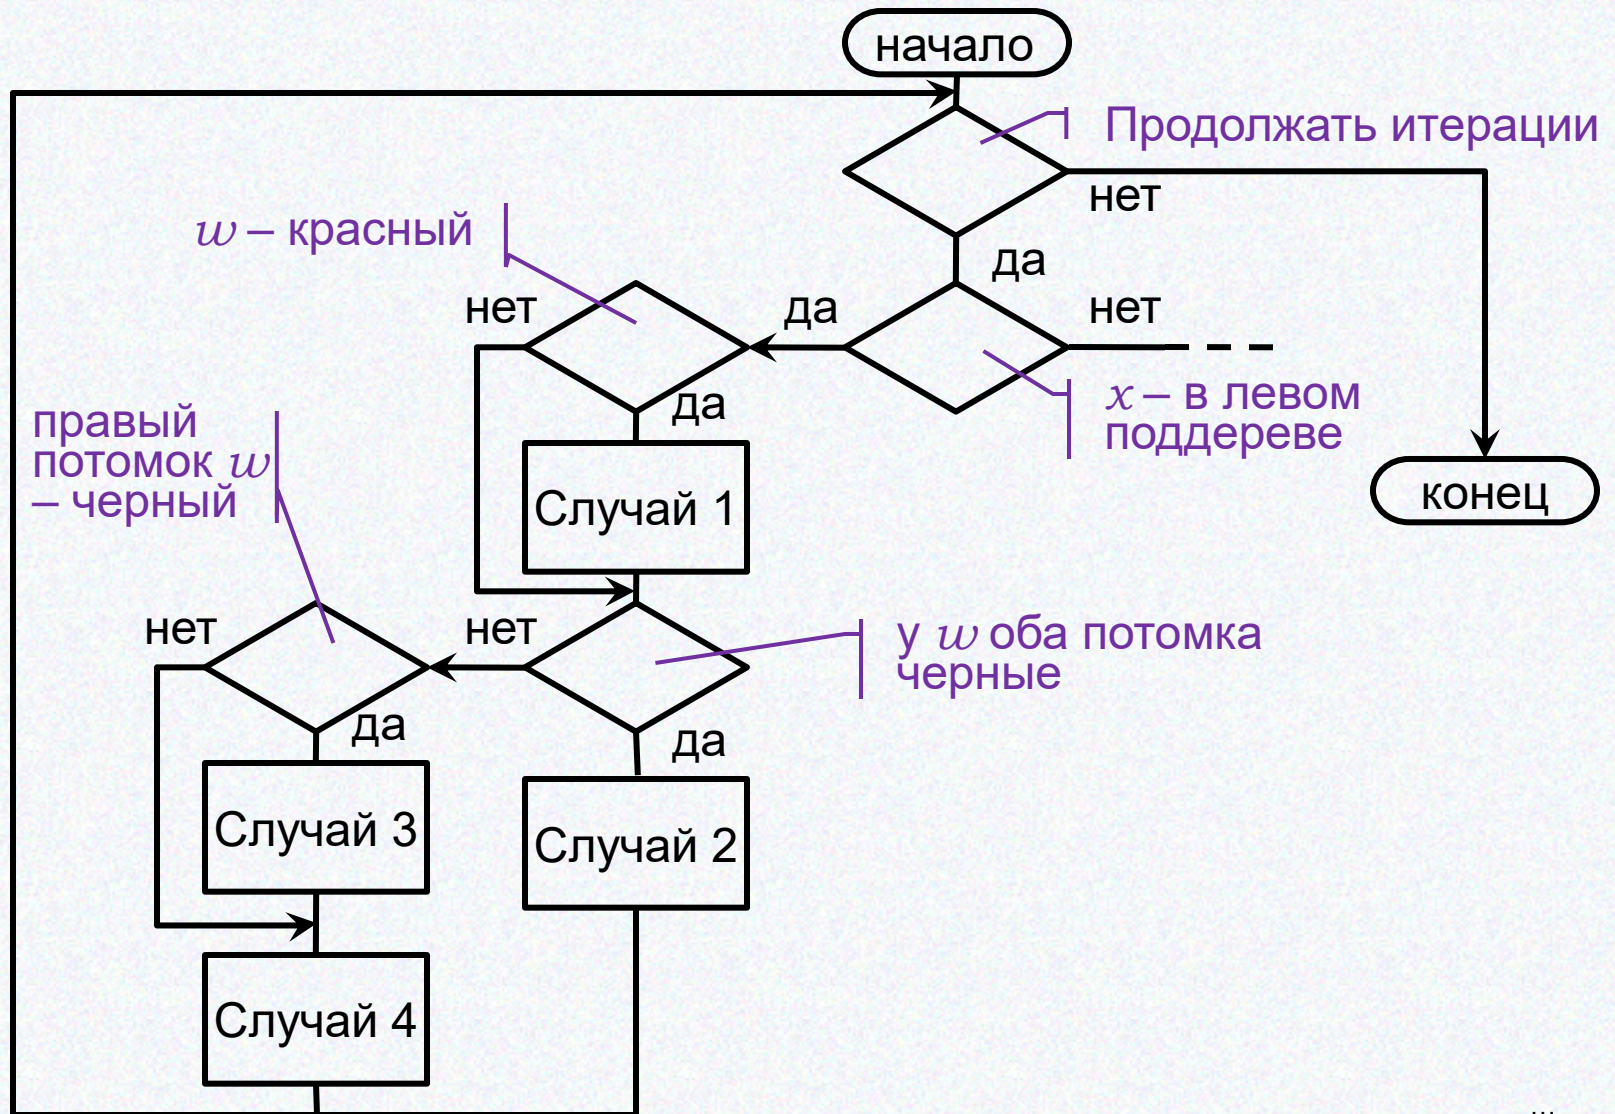 начало
Продолжать итерации
нет
w – красный
да
нет
да
нет
x – в левом
поддереве
да
правый
потомок w
– черный
Случай 1
конец
нет
нет
у w оба потомка
черные
да
да
Случай 3
Случай 2
Случай 4
...